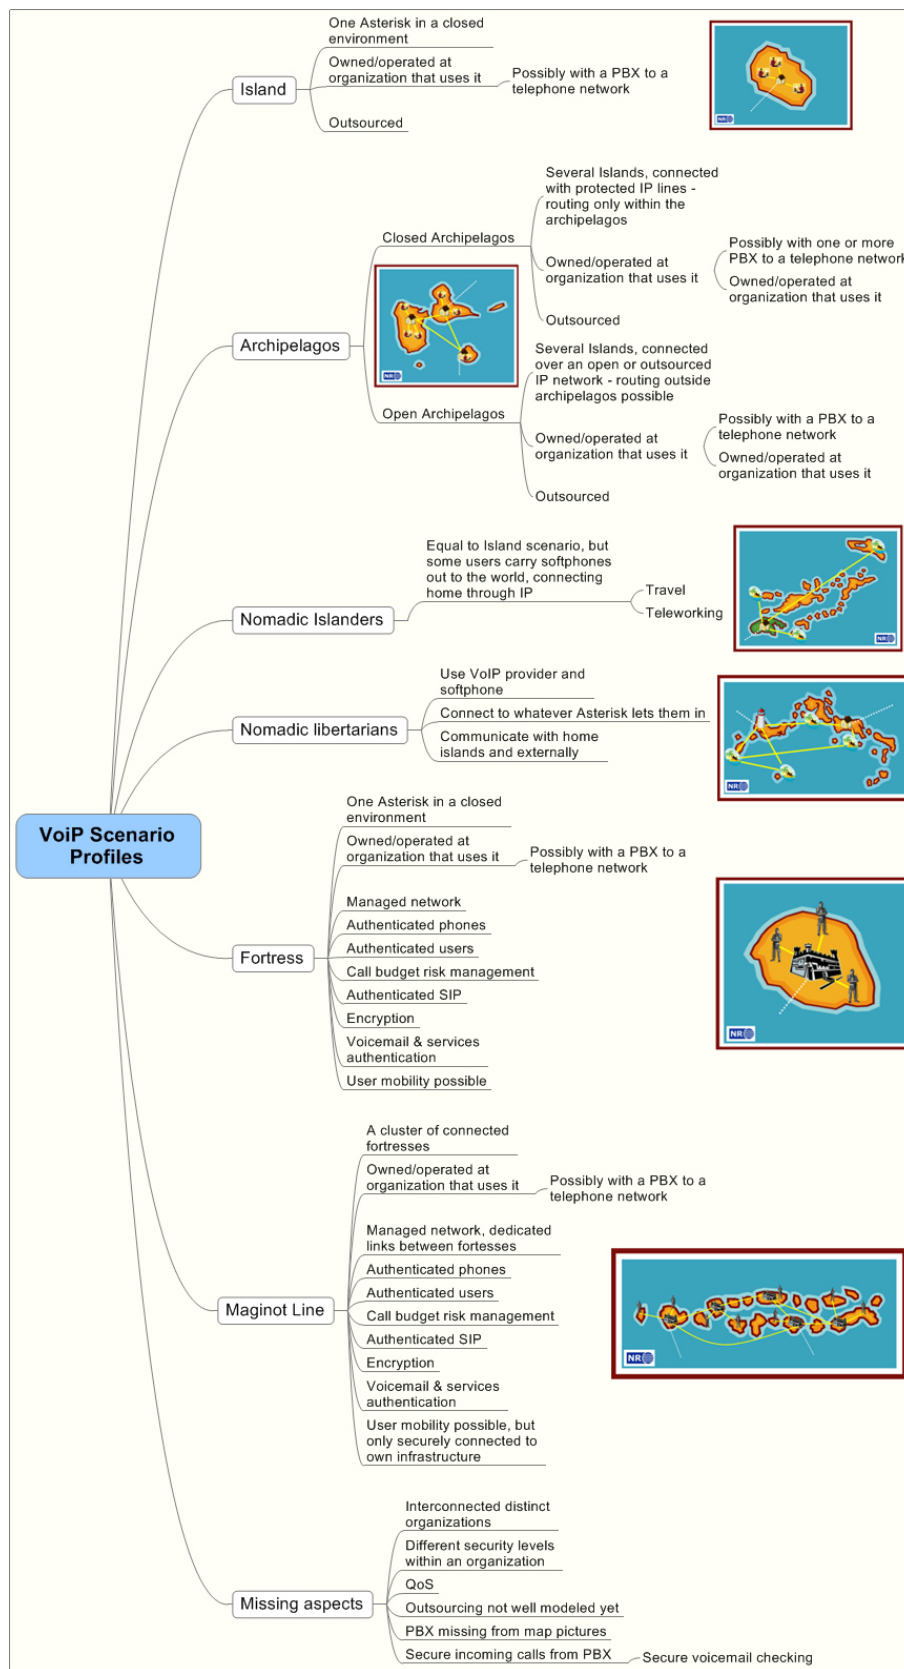 VoiP Scenario
Profiles
Island
One Asterisk in a closed
environment
Owned/operated at
organization that uses it
Possibly with a PBX to a
telephone network
Outsourced
NR
Archipelagos
Closed Archipelagos
Several Islands, connected
with protected IP lines -
routing only within the
archipelagos
Owned/operated at
organization that uses it
Possibly with one or more
PBX to a telephone network
Owned/operated at
organization that uses it
Outsourced
NR
Open Archipelagos
Several Islands, connected
over an open or outsourced
IP network - routing outside
archipelagos possible
Owned/operated at
organization that uses it
Possibly with a PBX to a
telephone network
Owned/operated at
organization that uses it
Outsourced
Nomadic Islanders
Equal to Island scenario, but
some users carry softphones
out to the world, connecting
home through IP
Travel
Teleworking
NR
Nomadic libertarians
Use VoIP provider and
softphone
Connect to whatever Asterisk lets them in
Communicate with home
islands and externally
NR
Fortress
One Asterisk in a closed
environment
Owned/operated at
organization that uses it
Possibly with a PBX to a
telephone network
Managed network
Authenticated phones
Authenticated users
Call budget risk management
Authenticated SIP
Encryption
Voicemail & services
authentication
User mobility possible
NR
Maginot Line
A cluster of connected
fortresses
Owned/operated at
organization that uses it
Possibly with a PBX to a
telephone network
Managed network, dedicated
links between fortesses
Authenticated phones
Authenticated users
Call budget risk management
Authenticated SIP
Encryption
Voicemail & services
authentication
User mobility possible, but
only securely connected to
own infrastructure
NR
Missing aspects
Interconnected distinct
organizations
Different security levels
within an organization
QoS
Outsourcing not well modeled yet
PBX missing from map pictures
Secure incoming calls from PBX
Secure voicemail checking